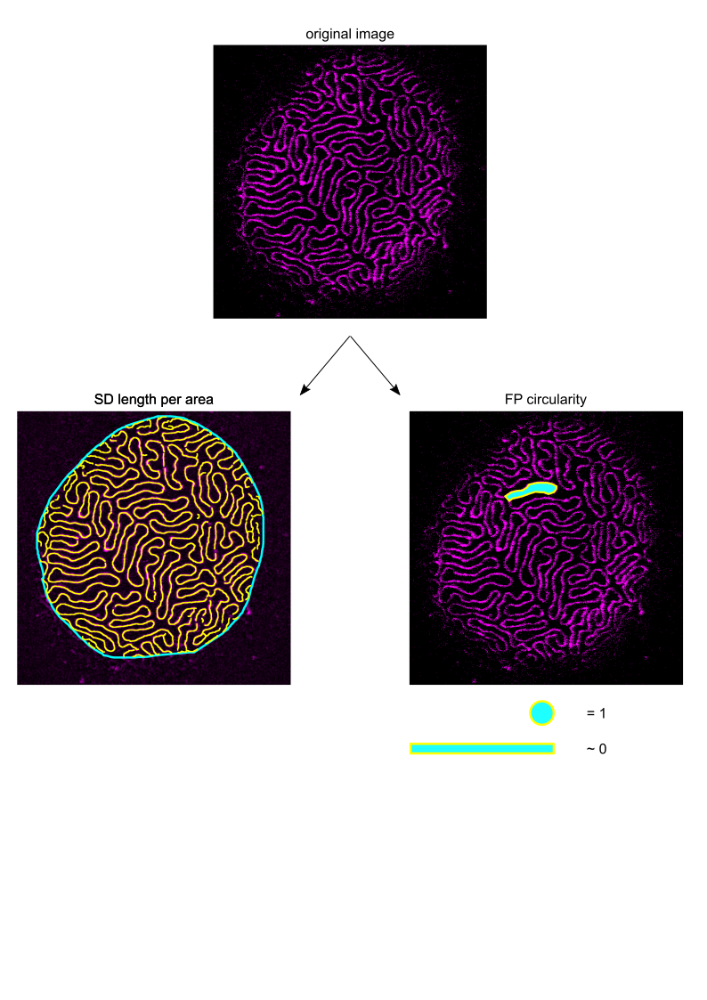 original image
SD length per area
FP circularity
= 1
~ 0